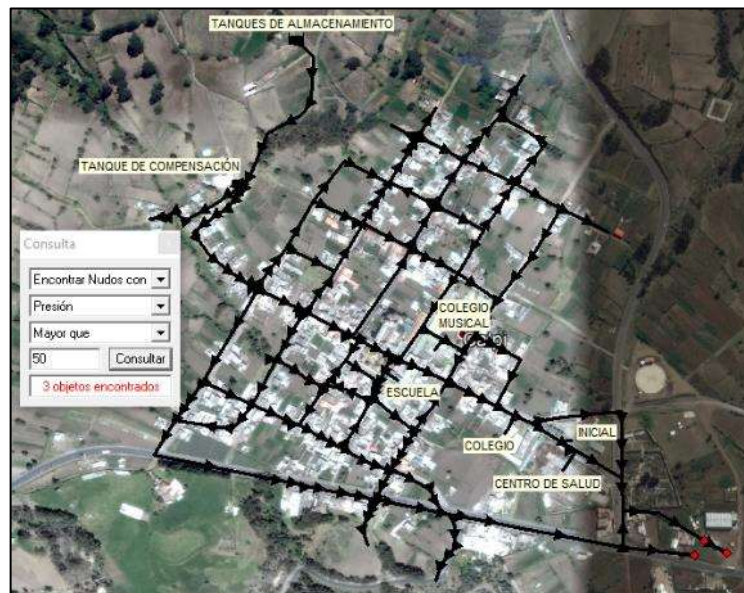 TANQUES DE ALMACENAMIENTO
TANQUE DE COMPENSACIÓN
Consulta
Encontrar Nudos con
Presión
Mayor que
50 Consultar
3 objetos encontrados
COLEGIO
MUSICAL
ESCUELA
COLEGIO
INICIAL
CENTRO DE SALUD